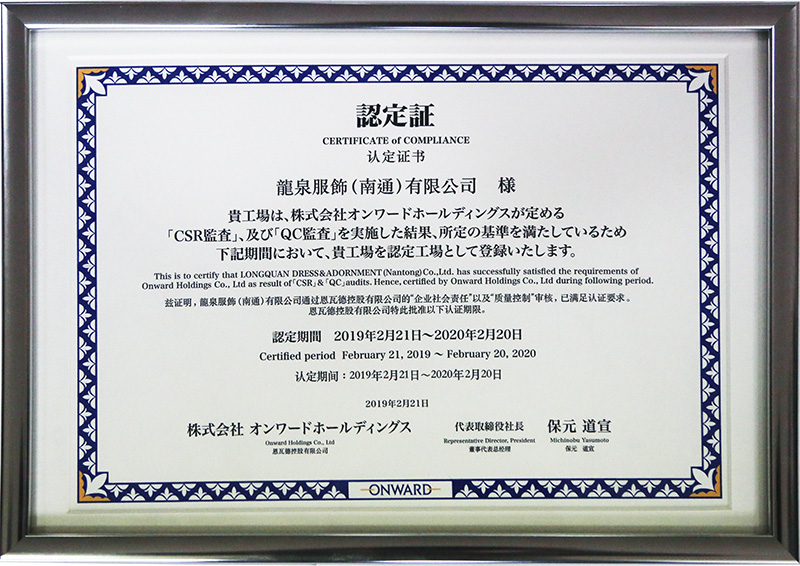 認定証
CERTIFICATE of COMPLIANCE
认定证书
龍泉服飾(南通)有限公司 様
貴工場は、株式会社オンワードホールディングスが定める
「CSR監査」、及び「QC監査」を実施した結果、所定の基準を満たしているため
下記期間において、貴工場を認定工場として登録いたします。
This is to certify that LONGQUAN DRESS&ADORNMENT (Nantong) Co.,Ltd. has successfully satisfied the requirements of
Onward Holdings Co., Ltd as result of「CSR」&「QC」audits. Hence, certified by Onward Holdings Co., Ltd during following period.
兹证明，龍泉服飾（南通）有限公司通过恩瓦德控股有限公司的“企业社会责任”以及“质量控制”审核，已满足认证要求。
恩瓦德控股有限公司特此批准以下认证期限。
認定期間 2019年2月21日〜2020年2月20日
Certified period February 21, 2019 〜 February 20, 2020
认定期间：2019年2月21日〜2020年2月20日
2019年2月21日
株式会社 オンワードホールディングス 代表取締役社長 保元 道宣
Onward Holdings Co., Ltd Representative Director, President Michinobu Yasumoto
恩瓦德控股有限公司 董事代表总经理 保元 道宣
ONWARD